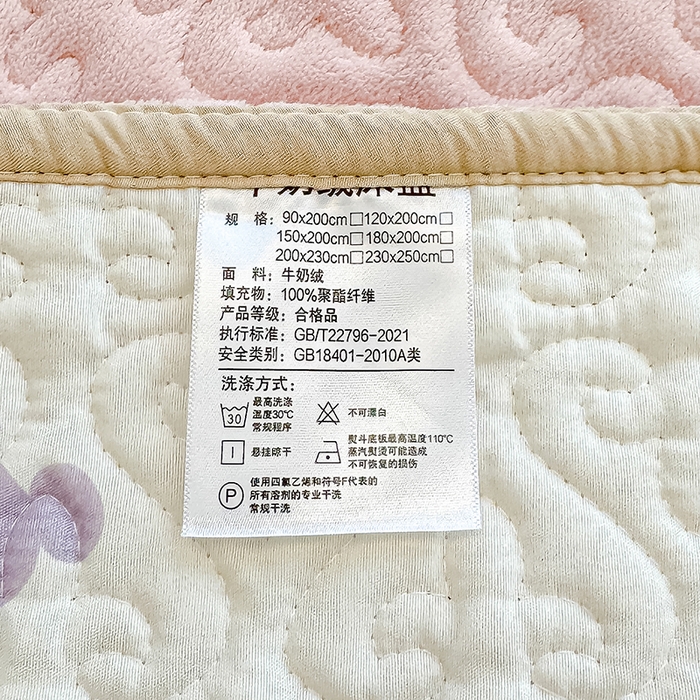 牛奶绒床盖
规 格: 90x200cm□120x200cm□
150x200cm□180x200cm□
200x230cm□230x250cm□
面 料: 牛奶绒
填充物: 100%聚酯纤维
产品等级: 合格品
执行标准: GB/T22796-2021
安全类别: GB18401-2010A类
洗涤方式:
30
最高洗涤
温度30℃
常规程序
不可漂白
悬挂晾干
熨斗底板最高温度110℃
蒸汽熨烫可能造成
不可恢复的损伤
P
使用四氯乙烯和符号F代表的
所有溶剂的专业干洗
常规干洗